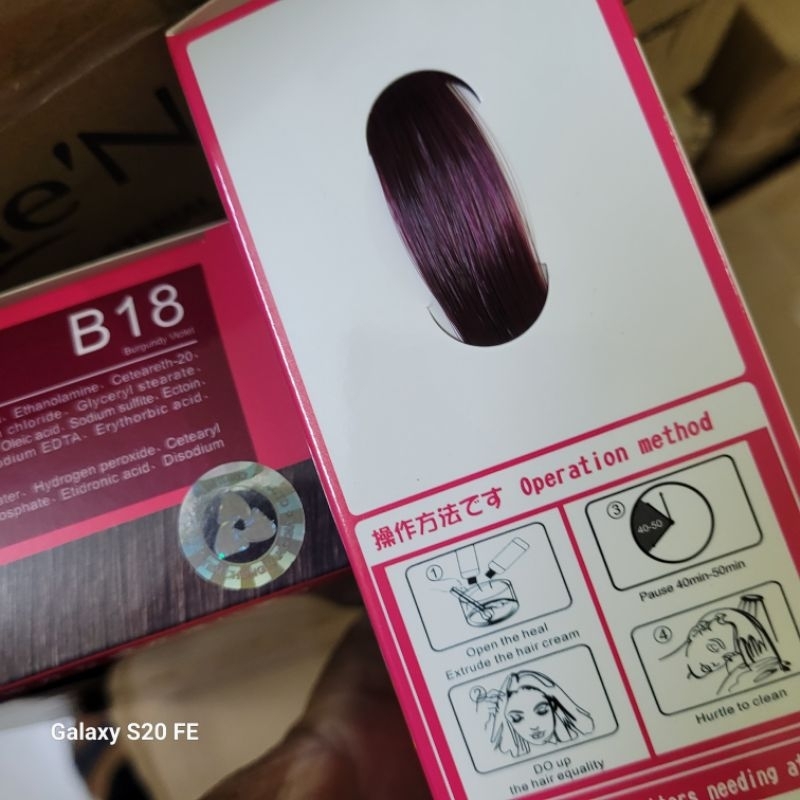 B18
Burgundy Violet
Ethanolamine、Ceteareth-20、
chloride、Glyceryl stearate、
Oleic acid、Sodium sulfite、Ectoin、
EDTA、Erythorbic acid、
Hydrogen peroxide、Cetearyl
Etidronic acid、Disodium
操作方法です Operation method
①
Open the heal
Extrude the hair cream
②
DO up
the hair equality
③
40-50
Pause 40min-50min
④
Hurtle to clean
needing
Galaxy S20 FE